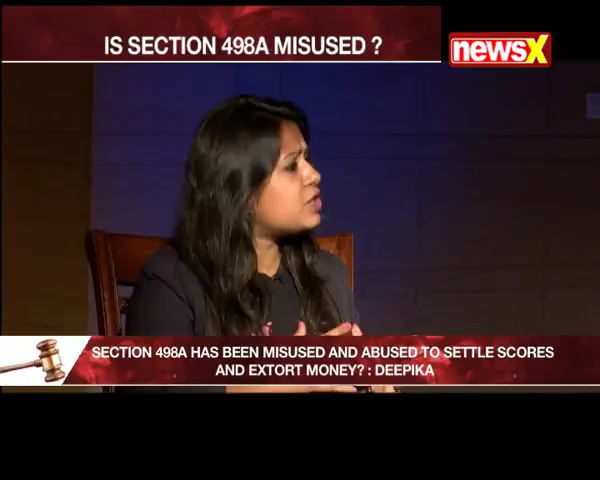 IS SECTION 498A MISUSED ?
newsX
SECTION 498A HAS BEEN MISUSED AND ABUSED TO SETTLE SCORES
AND EXTORT MONEY? : DEEPIKA